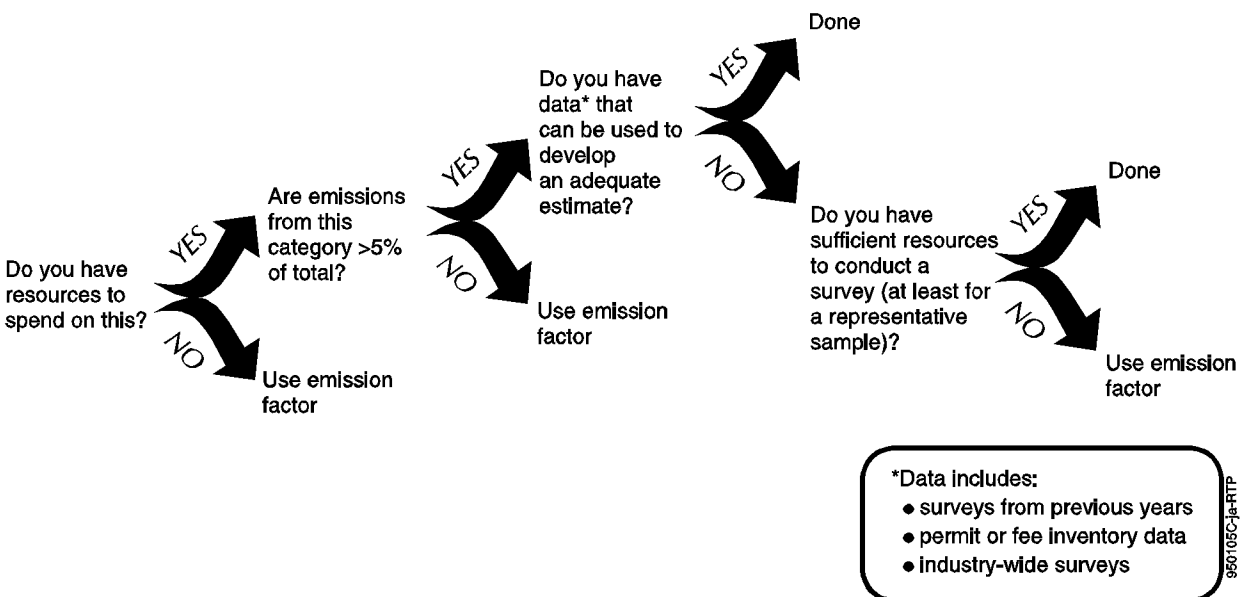 Do you have
resources to
spend on this?
YES
NO
Are emissions
from this
category >5%
of total?
Use emission
factor
YES
NO
Do you have
data* that
can be used to
develop
an adequate
estimate?
Use emission
factor
YES
NO
Done
Do you have
sufficient resources
to conduct a
survey (at least for
a representative
sample)?
YES
NO
Done
Use emission
factor
*Data includes:
● surveys from previous years
● permit or fee inventory data
● industry-wide surveys
950105C-ja-RTP